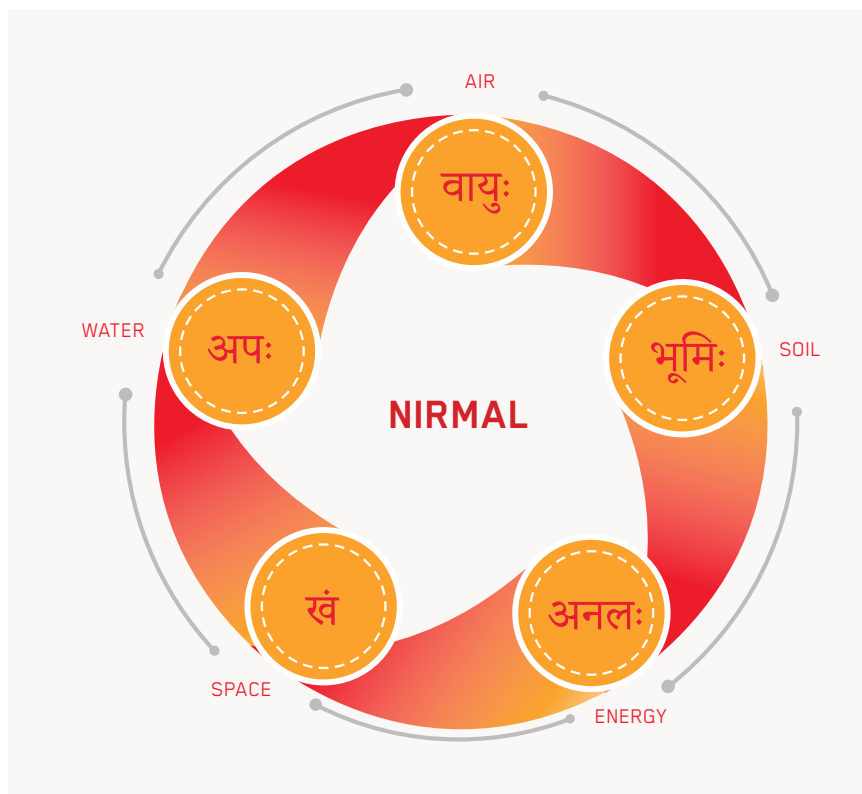 AIR
वायुः
WATER
अपः
भूमिः
SOIL
NIRMAL
खं
अनलः
SPACE
ENERGY